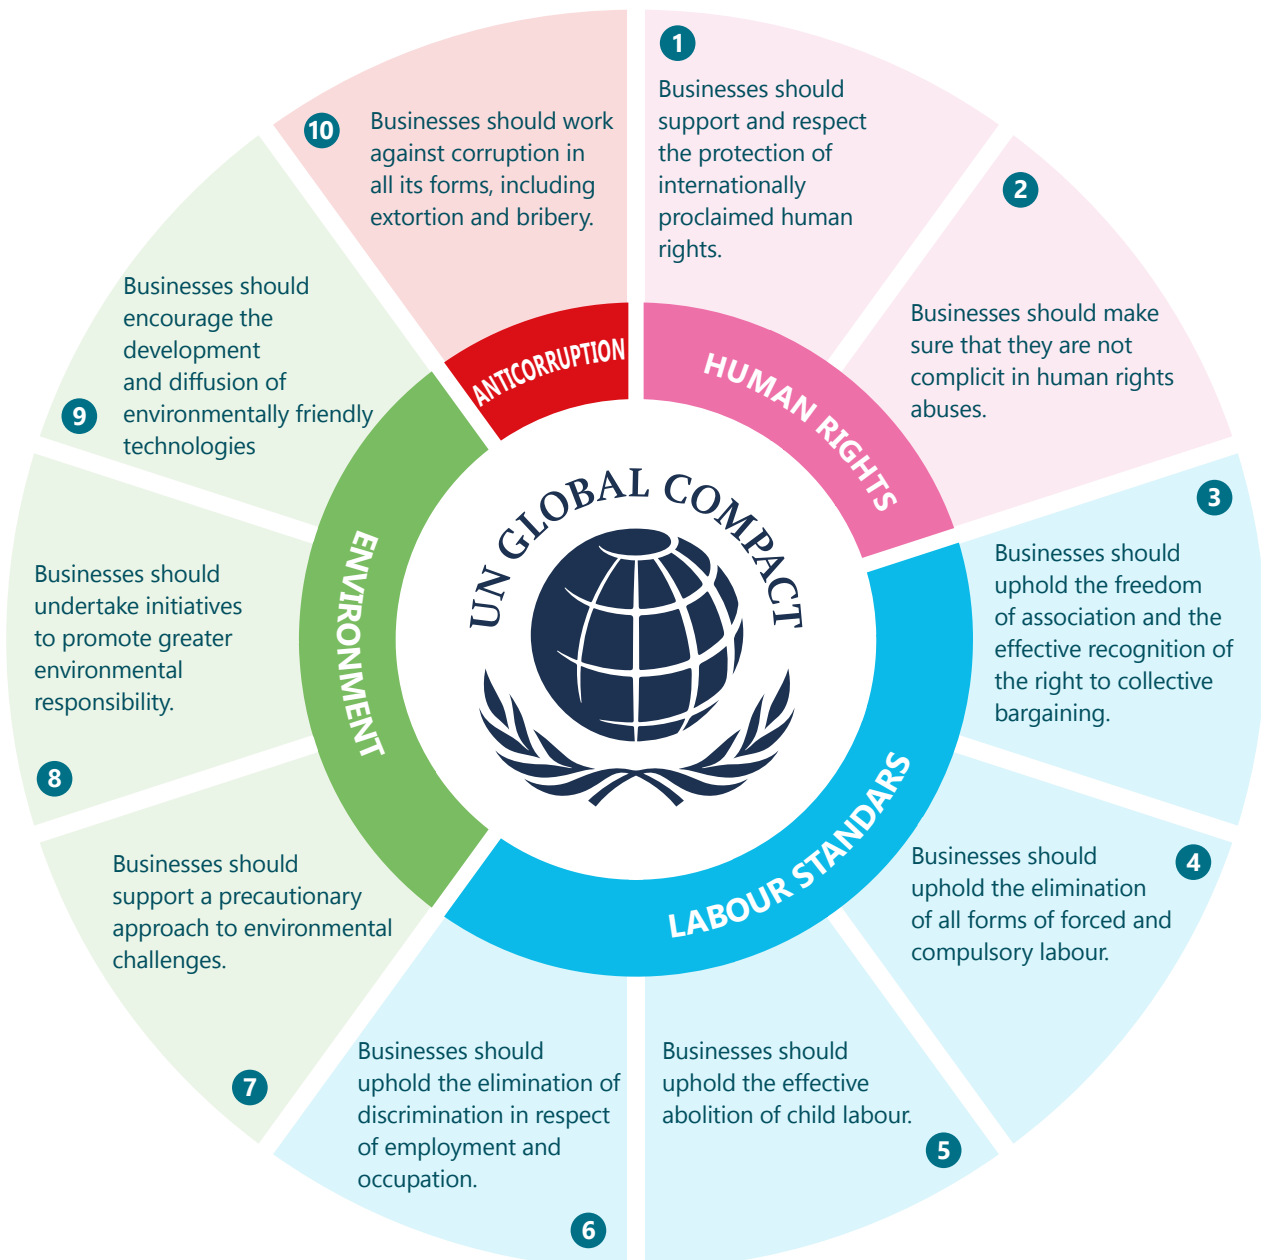 1
Businesses should
support and respect
the protection of
internationally
proclaimed human
rights.
2
Businesses should make
sure that they are not
complicit in human rights
abuses.
HUMAN RIGHTS
3
Businesses should
uphold the freedom
of association and the
effective recognition of
the right to collective
bargaining.
4
Businesses should
uphold the elimination
of all forms of forced and
compulsory labour.
5
Businesses should
uphold the effective
abolition of child labour.
6
Businesses should
uphold the elimination of
discrimination in respect
of employment and
occupation.
LABOUR STANDARS
7
Businesses should
support a precautionary
approach to environmental
challenges.
8
Businesses should
undertake initiatives
to promote greater
environmental
responsibility.
9
Businesses should
encourage the
development
and diffusion of
environmentally friendly
technologies
ENVIRONMENT
10
Businesses should work
against corruption in
all its forms, including
extortion and bribery.
ANTICORRUPTION
UN GLOBAL COMPACT